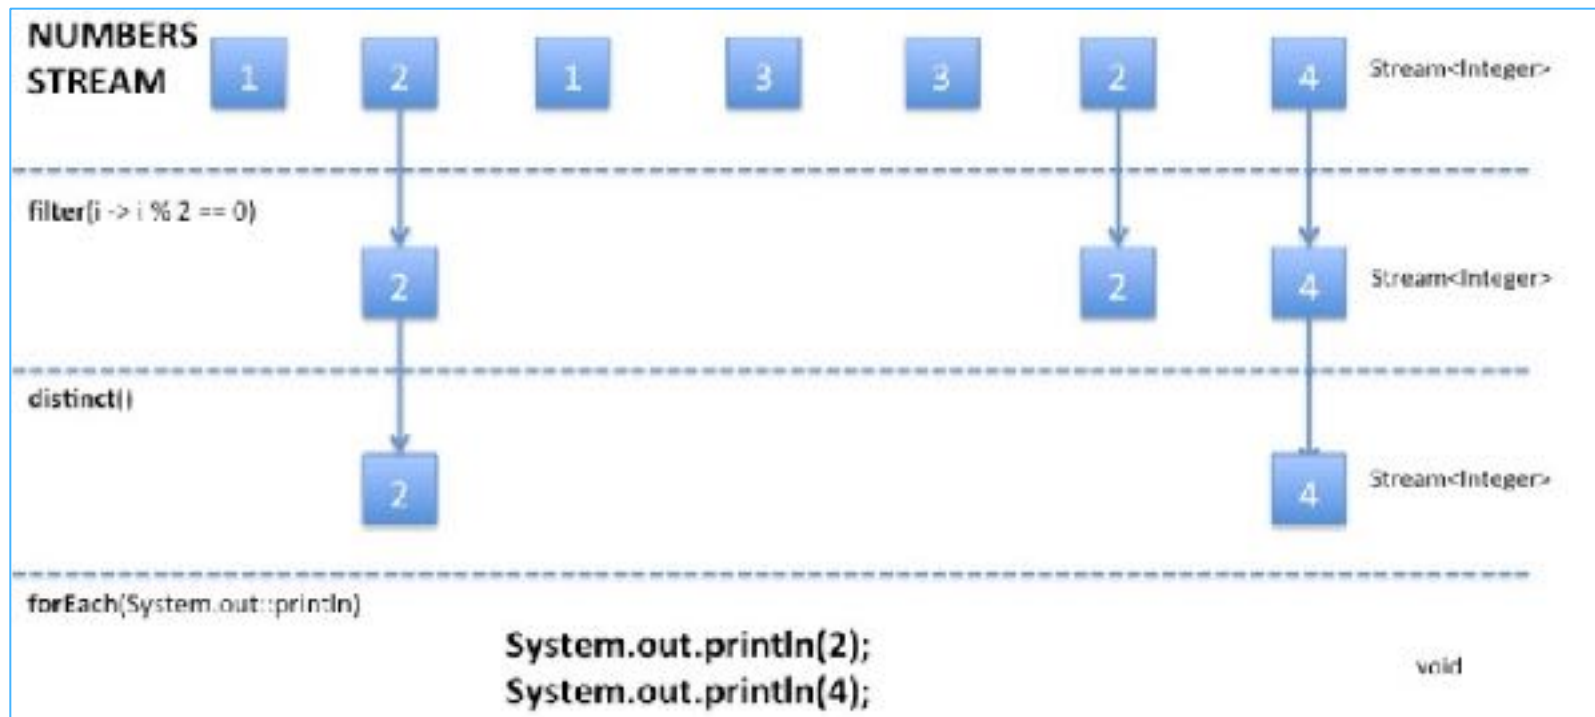 NUMBERS
STREAM
1 2 1 3 3 2 4 Stream<Integer>
filter(i -> i % 2 == 0)
2 2 4 Stream<Integer>
distinct()
2 4 Stream<Integer>
forEach(System.out::println)
System.out.println(2);
System.out.println(4);
void